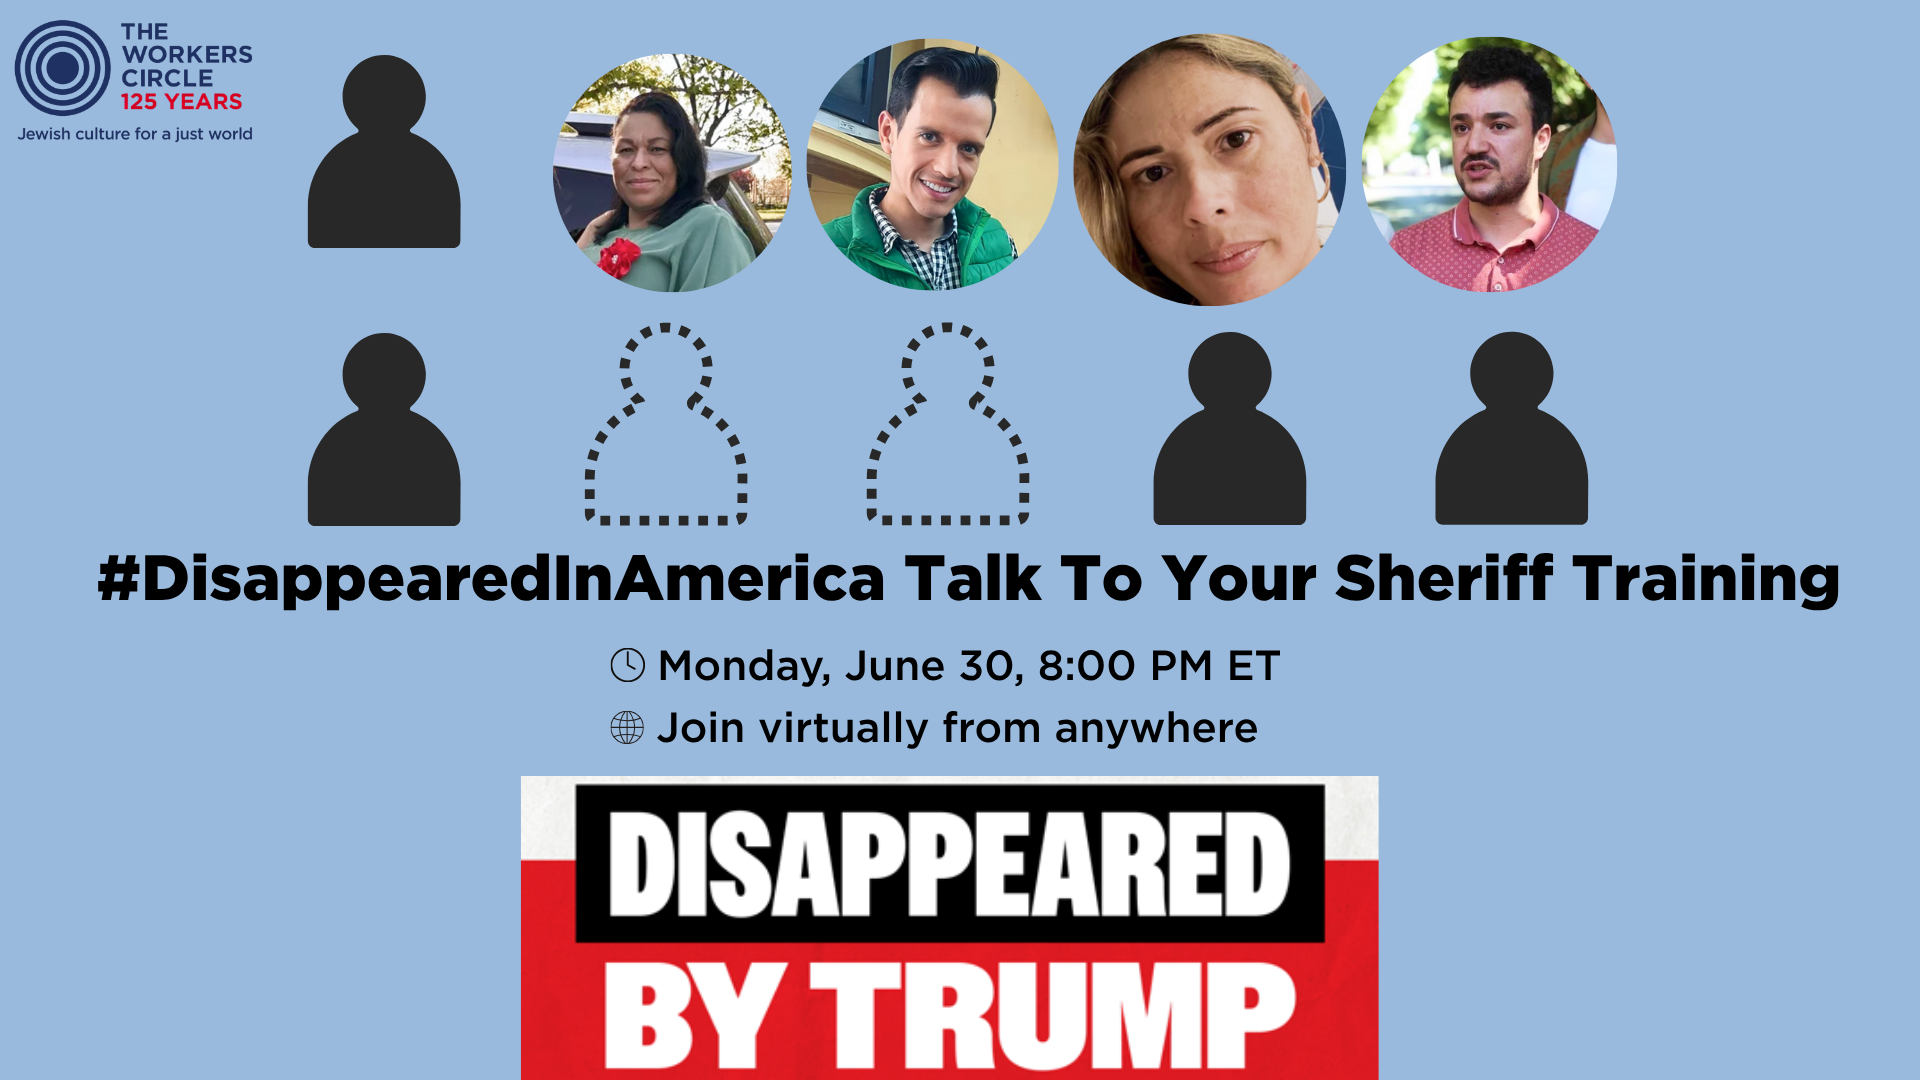 THE
WORKERS
CIRCLE
125 YEARS
Jewish culture for a just world
#DisappearedInAmerica Talk To Your Sheriff Training
Monday, June 30, 8:00 PM ET
Join virtually from anywhere
DISAPPEARED
BY TRUMP